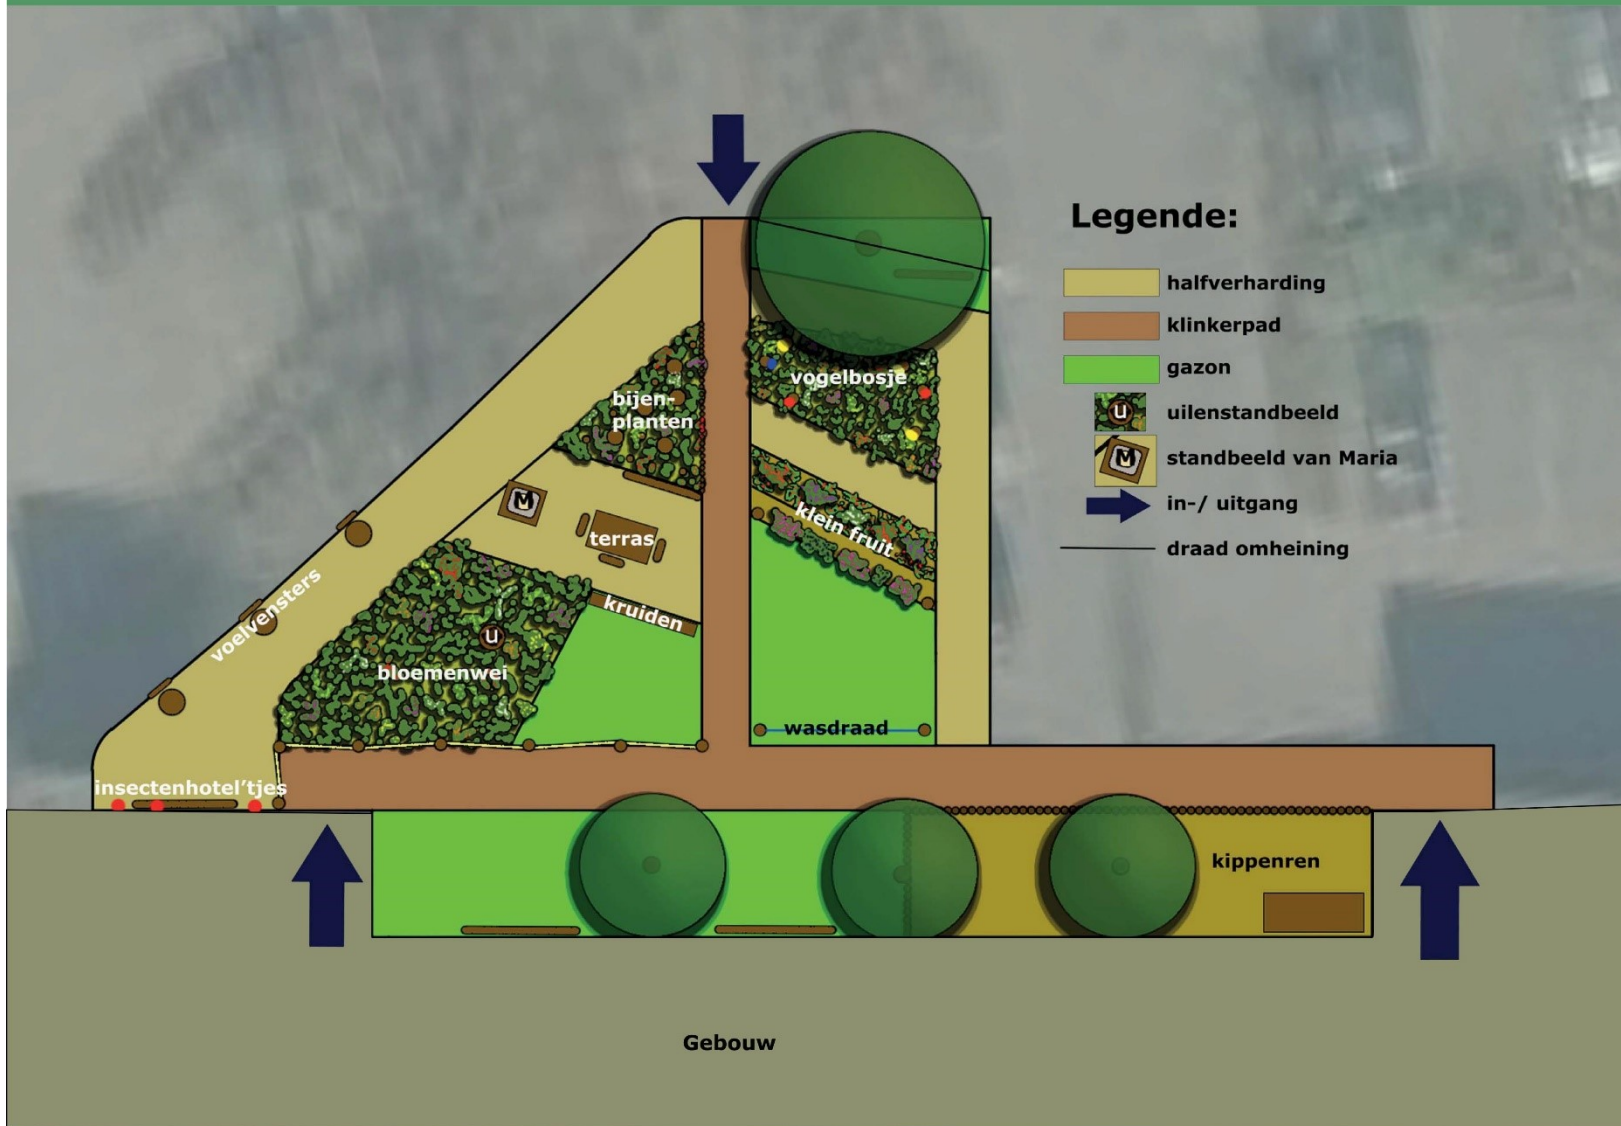 Legende:
halfverharding
klinkerpad
gazon
u
uilenstandbeeld
M
standbeeld van Maria
in-/ uitgang
draad omheining
vogelbosje
bijen-
planten
M
terras
klein fruit
kruiden
voelvensters
u
bloemenwei
wasdraad
insectenhotel'tjes
kippenren
Gebouw